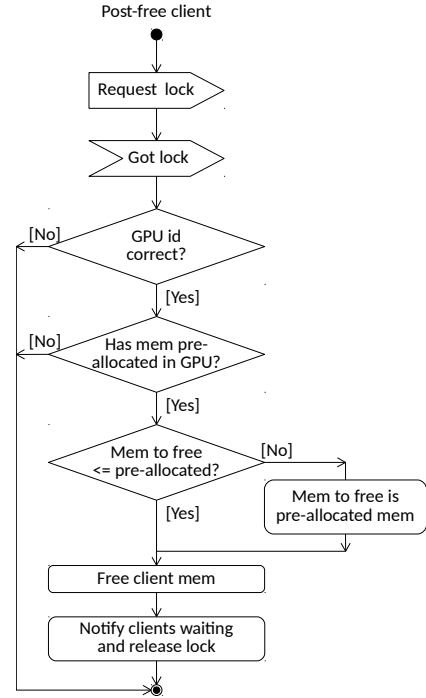 Post-free client
Request lock
Got lock
[No]
GPU id
correct?
[Yes]
[No]
Has mem pre-
allocated in GPU?
[Yes]
Mem to free
<= pre-allocated?
[No]
[Yes]
Mem to free is
pre-allocated mem
Free client mem
Notify clients waiting
and release lock